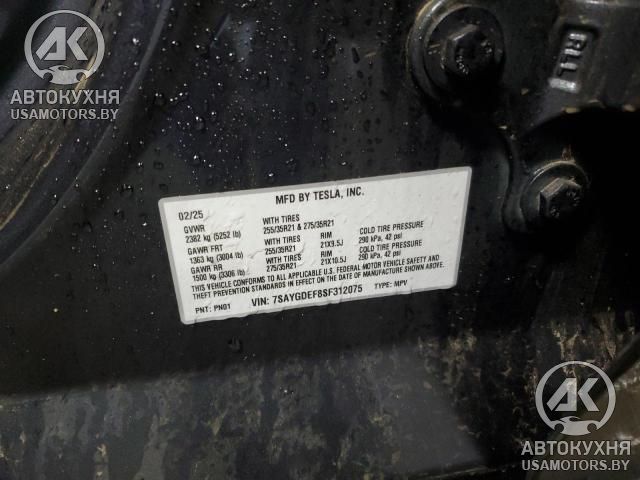 АК
АВТОКУХНЯ
USAMOTORS.BY
MFD BY TESLA, INC.
02/25
GVWR WITH TIRES
2382 kg (5252 lb) 255/35R21 & 275/35R21
GAWR FRT WITH TIRES RIM COLD TIRE PRESSURE
1363 kg (3004 lb) 255/35R21 21X9.5J 290 kPa, 42 psi
GAWR RR WITH TIRES RIM COLD TIRE PRESSURE
1500 kg (3306 lb) 275/35R21 21X10.5J 290 kPa, 42 psi
THIS VEHICLE CONFORMS TO ALL APPLICABLE U.S. FEDERAL MOTOR VEHICLE SAFETY AND
THEFT PREVENTION STANDARDS IN EFFECT ON THE DATE OF MANUFACTURE SHOWN ABOVE.
PNT: PN01 VIN: 7SAYGDEF8SF312075 TYPE: MPV
АК
АВТОКУХНЯ
USAMOTORS.BY